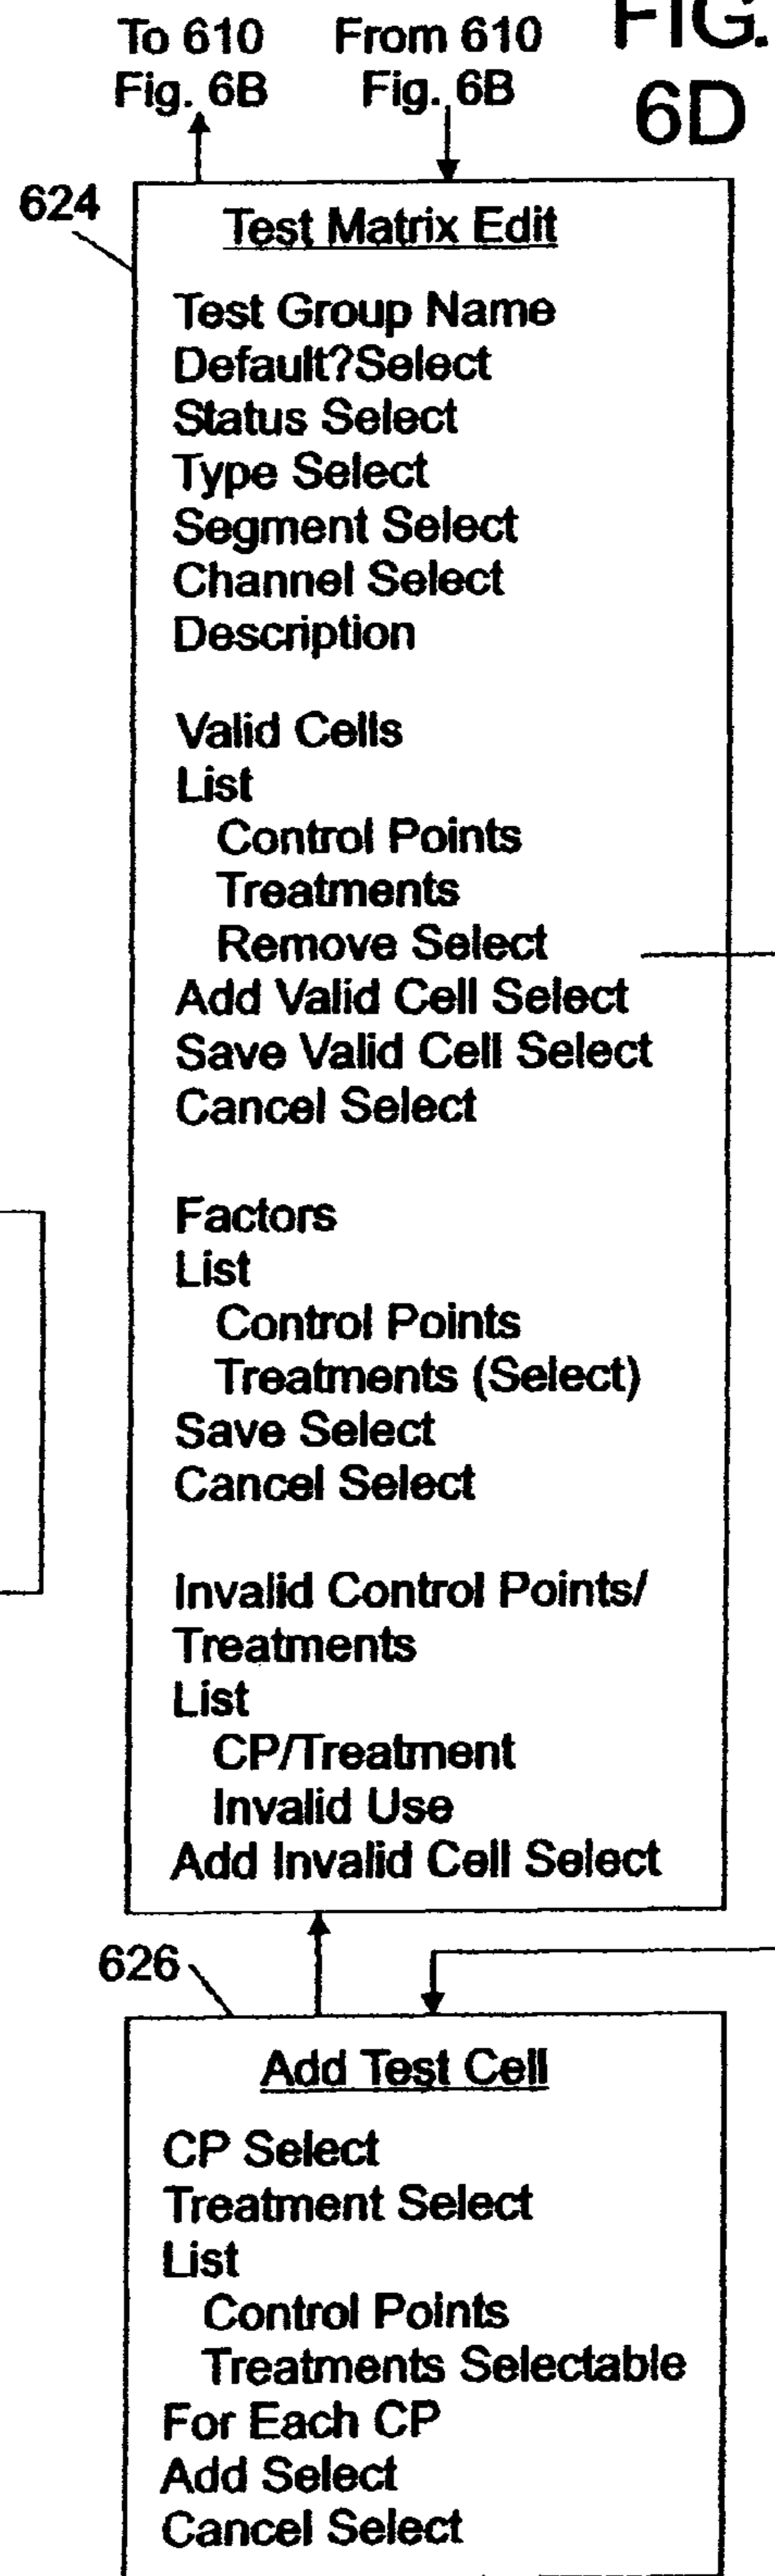 To 610
Fig. 6B
From 610
Fig. 6B
FIG.
6D
624
Test Matrix Edit
Test Group Name
Default?Select
Status Select
Type Select
Segment Select
Channel Select
Description
Valid Cells
List
Control Points
Treatments
Remove Select
Add Valid Cell Select
Save Valid Cell Select
Cancel Select
Factors
List
Control Points
Treatments (Select)
Save Select
Cancel Select
Invalid Control Points/
Treatments
List
CP/Treatment
Invalid Use
Add Invalid Cell Select
626
Add Test Cell
CP Select
Treatment Select
List
Control Points
Treatments Selectable
For Each CP
Add Select
Cancel Select